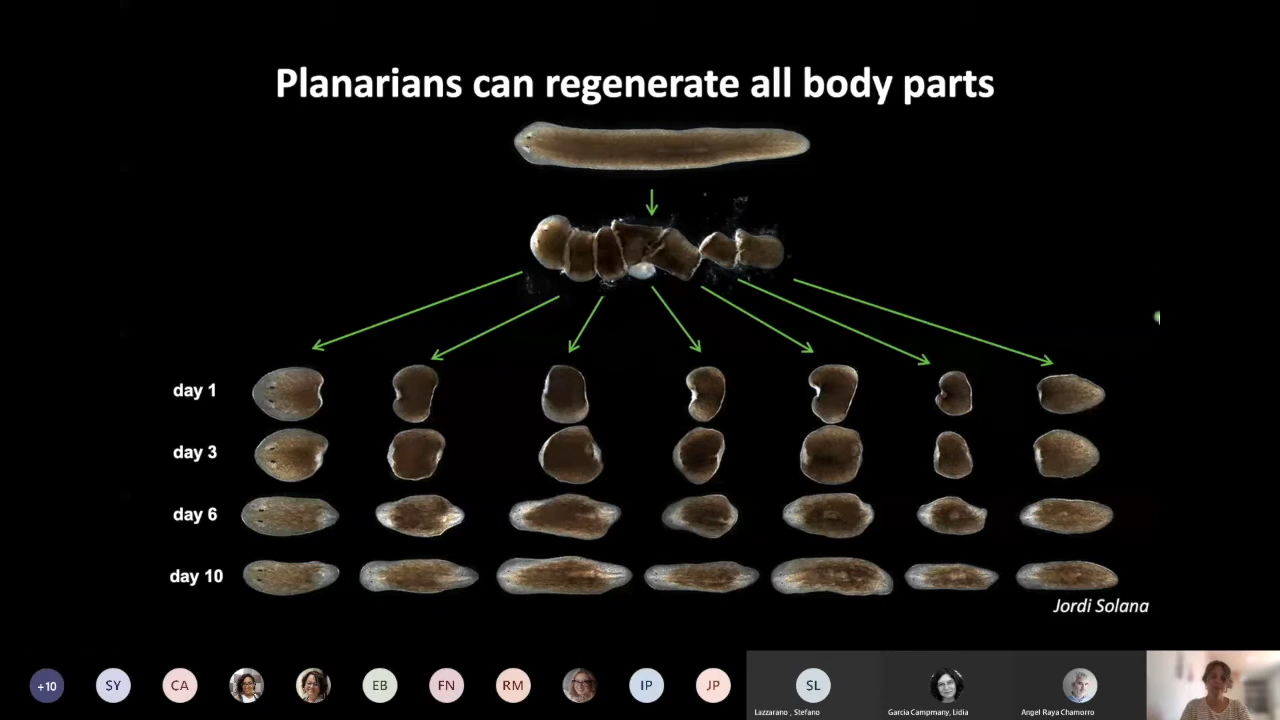 Planarians can regenerate all body parts
day 1
day 3
day 6
day 10
Jordi Solana
+10
SY
CA
EB
FN
RM
IP
JP
SL
Lazzarano , Stefano
Garcia Campmany, Lidia
Angel Raya Chamorro